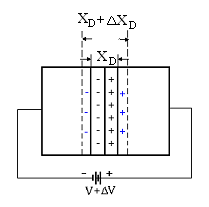 X_D+ΔX_D
X_D
- - - + + +
- - - + + +
- - - + + +
- +
V+ΔV